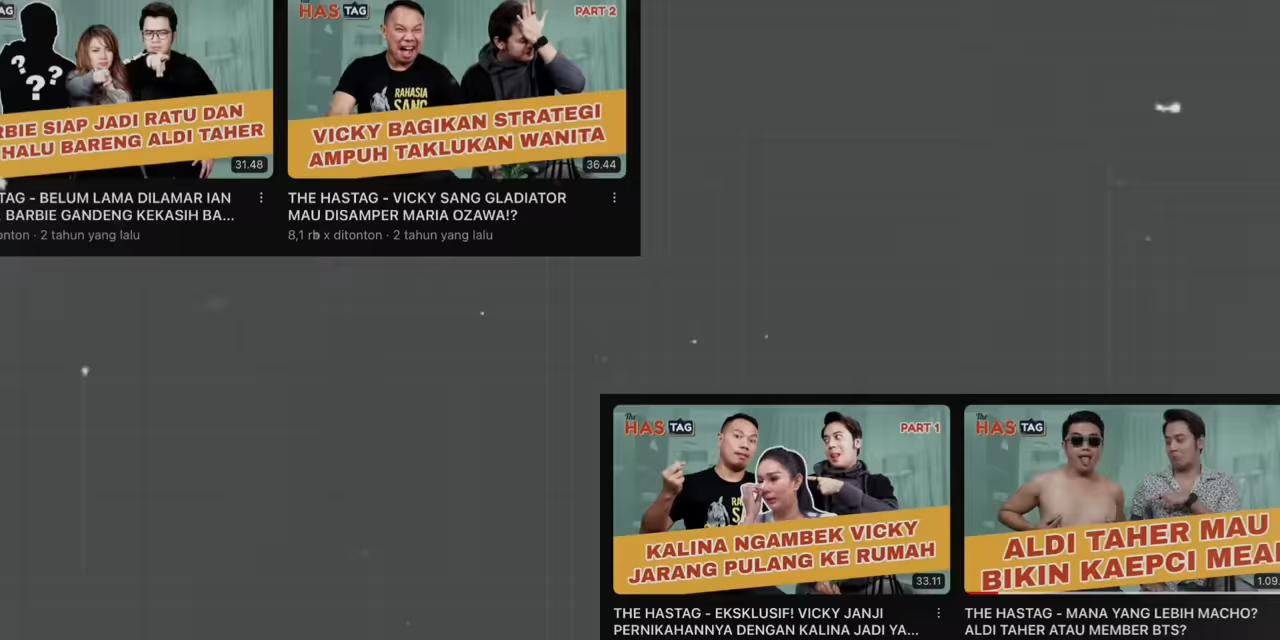 AG
? ? ?
RBIE SIAP JADI RATU DAN
HALU BARENG ALDI TAHER
31.48
TAG - BELUM LAMA DILAMAR IAN
BARBIE GANDENG KEKASIH BA...
onton · 2 tahun yang lalu
HAS TAG
PART 2
RAHASIA
SANG
VICKY BAGIKAN STRATEGI
AMPUH TAKLUKAN WANITA
36.44
THE HASTAG - VICKY SANG GLADIATOR
MAU DISAMPER MARIA OZAWA!?
8,1 rb x ditonton · 2 tahun yang lalu
The
HAS TAG
PART 1
RA
SA
KALINA NGAMBEK VICKY
JARANG PULANG KE RUMAH
33.11
THE HASTAG - EKSKLUSIF! VICKY JANJI
PERNIKAHANNYA DENGAN KALINA JADI YA...
The
HAS TAG
ALDI TAHER MAU
BIKIN KAEPCI MEA
1.09.
THE HASTAG - MANA YANG LEBIH MACHO?
ALDI TAHER ATAU MEMBER BTS?